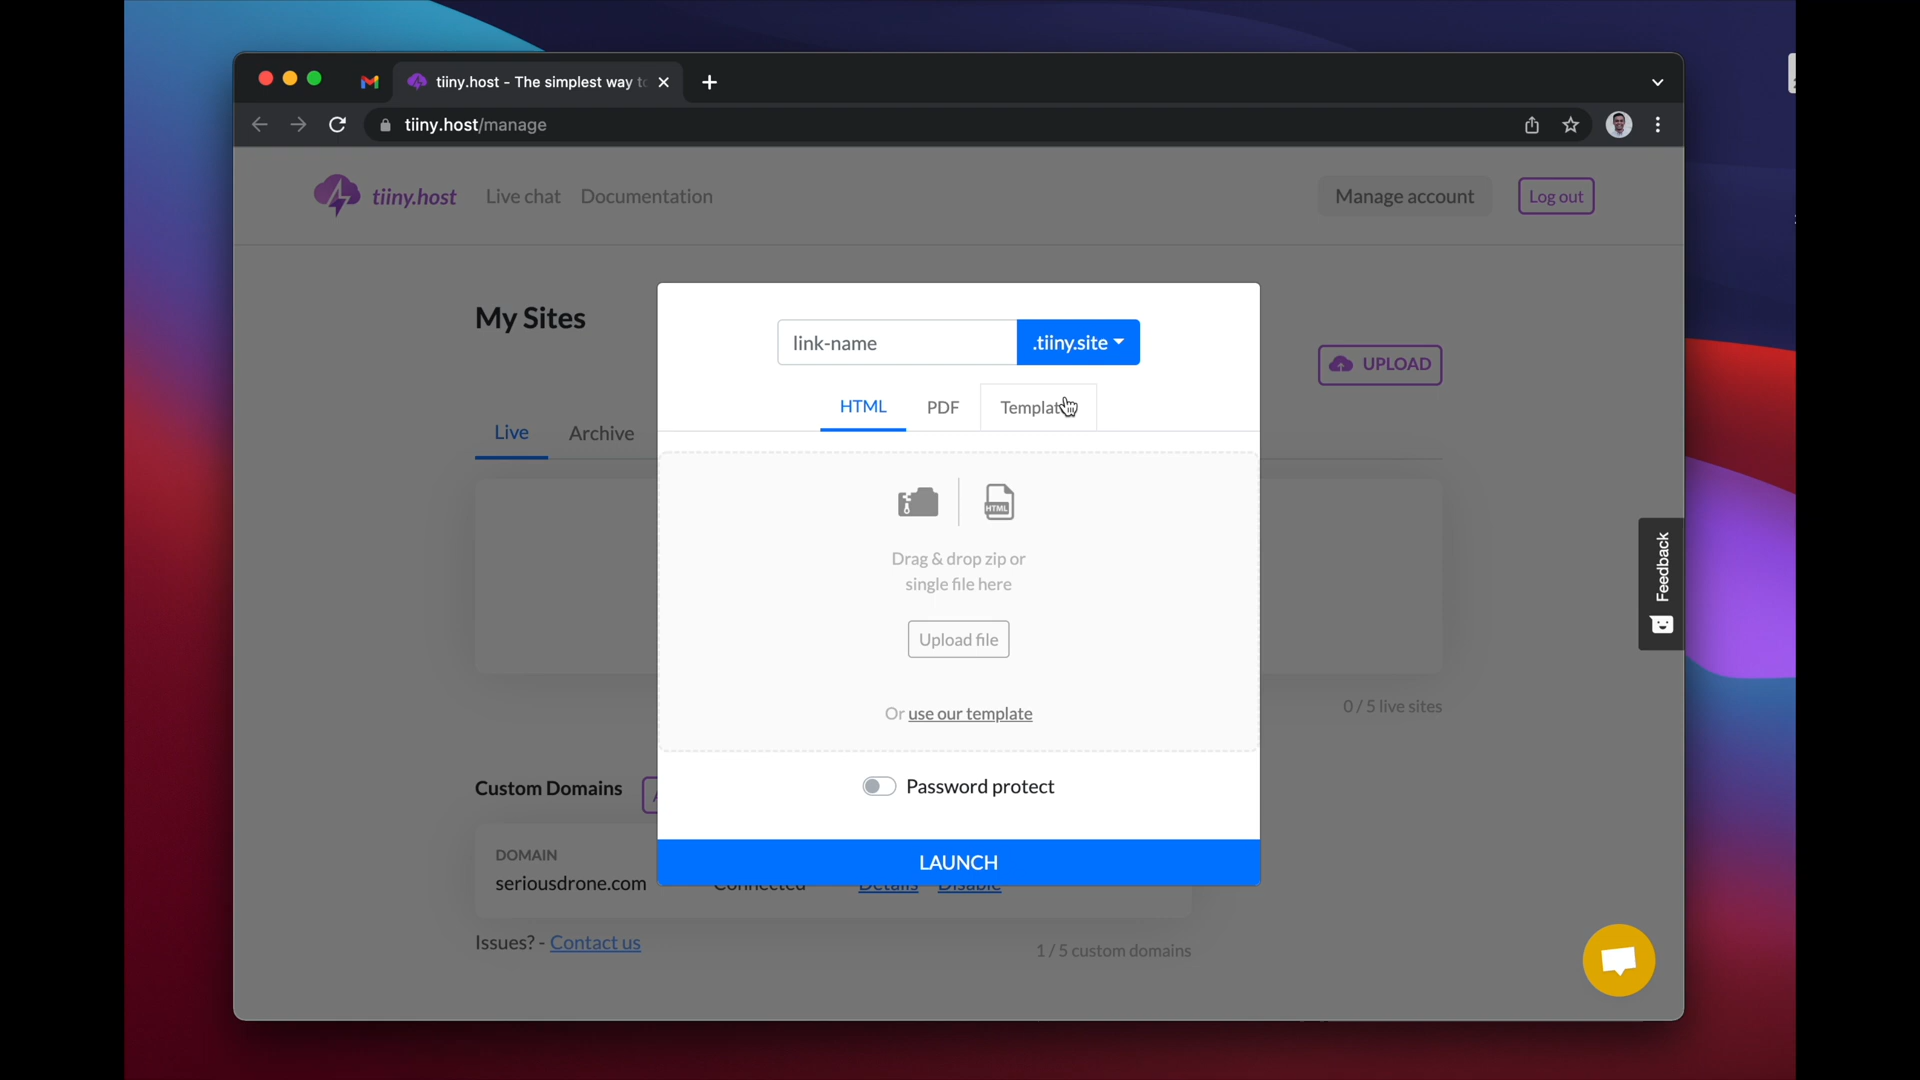 tiiny.host - The simplest way to
tiiny.host/manage
tiiny.host Live chat Documentation Manage account Log out
My Sites
link-name .tiiny.site
UPLOAD
HTML PDF
Live Archive
HTML
Drag & drop zip or
single file here
Upload file
Or use our template
Feedback
0 / 5 live sites
Password protect
Custom Domains
LAUNCH
DOMAIN
seriousdrone.com Connected Details Disable
Issues? - Contact us
1 / 5 custom domains